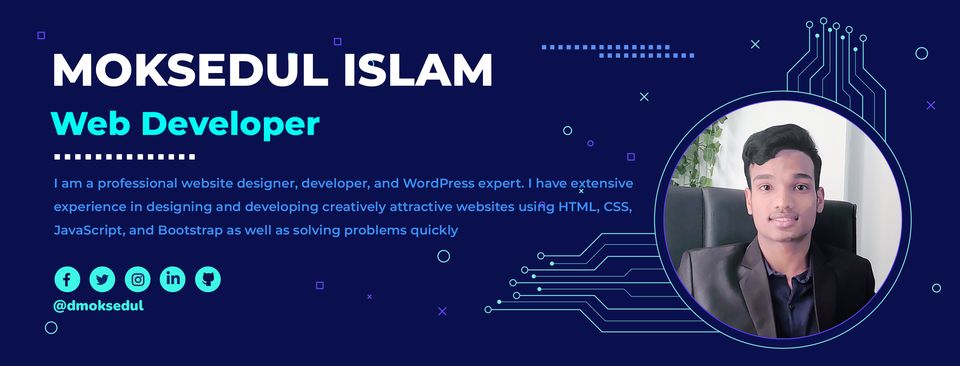 MOKSEDUL ISLAM
Web Developer
I am a professional website designer, developer, and WordPress expert. I have extensive
experience in designing and developing creatively attractive websites using HTML, CSS,
JavaScript, and Bootstrap as well as solving problems quickly
@dmoksedul